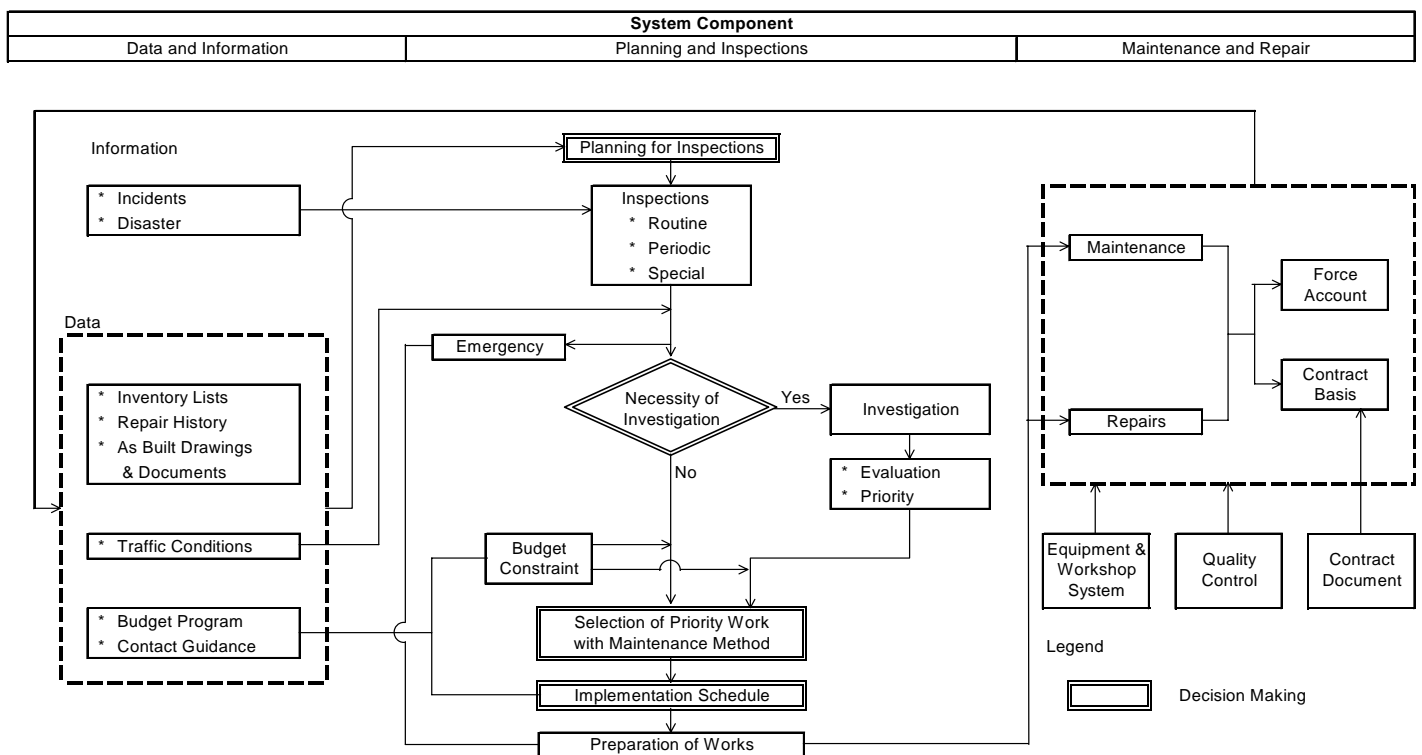 System Component
Data and Information
Planning and Inspections
Maintenance and Repair
Information
* Incidents
* Disaster
Data
* Inventory Lists
* Repair History
* As Built Drawings
& Documents
* Traffic Conditions
* Budget Program
* Contact Guidance
Planning for Inspections
Inspections
* Routine
* Periodic
* Special
Emergency
Necessity of
Investigation
Yes
No
Investigation
* Evaluation
* Priority
Budget
Constraint
Selection of Priority Work
with Maintenance Method
Implementation Schedule
Preparation of Works
Maintenance
Repairs
Force
Account
Contract
Basis
Equipment &
Workshop
System
Quality
Control
Contract
Document
Legend
Decision Making